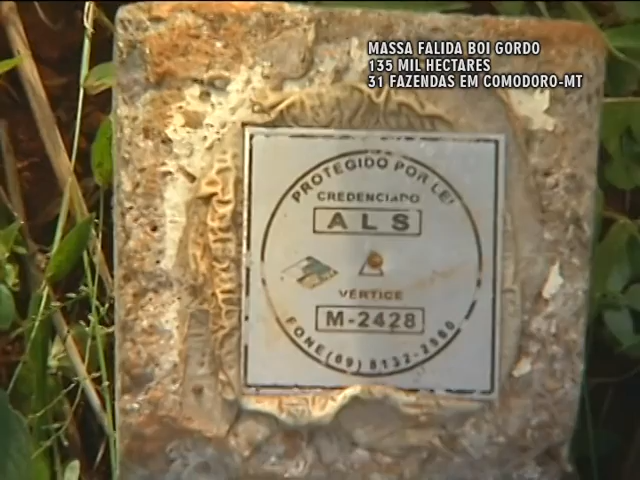 MASSA FALIDA BOI GORDO
135 MIL HECTARES
31 FAZENDAS EM COMODORO-MT
PROTEGIDO POR LEI
CREDENCIADO
ALS
VÉRTICE
M-2428
FONE (69) 8132-